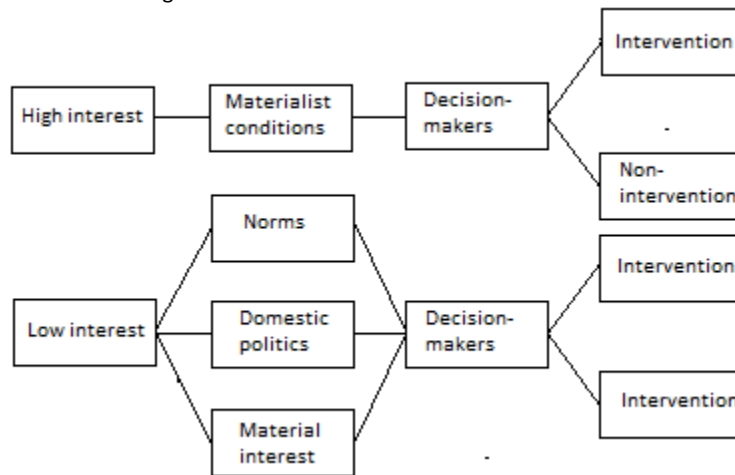 High interest
Materialist
conditions
Decision-
makers
Intervention
Non-
intervention
Low interest
Norms
Domestic
politics
Material
interest
Decision-
makers
Intervention
Intervention